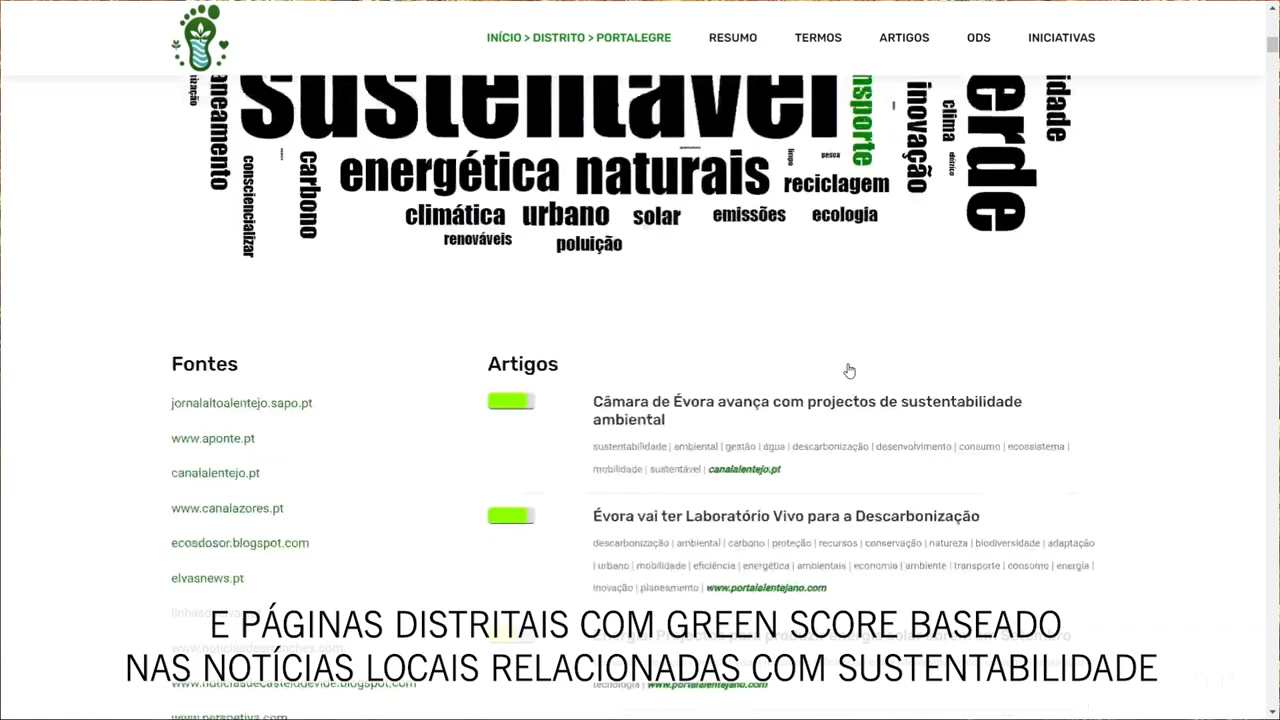 INÍCIO > DISTRITO > PORTALEGRE RESUMO TERMOS ARTIGOS ODS INICIATIVAS
sustentável
energética naturais reciclagem
climática urbano solar emissões ecologia
renováveis poluição
consciencializar
carbono
pesca
inovação
clima
Fontes
jornalaltoalentejo.sapo.pt
www.aponte.pt
canalalentejo.pt
www.canalazores.pt
ecosdosor.blogspot.com
elvasnews.pt
www.noticiasdecastelodevide.blogspot.com
www.perspetiva.com
Artigos
Câmara de Évora avança com projectos de sustentabilidade
ambiental
sustentabilidade | ambiental | gestão | água | descarbonização | desenvolvimento | consumo | ecossistema |
mobilidade | sustentável | canalalentejo.pt
Évora vai ter Laboratório Vivo para a Descarbonização
descarbonização | ambiental | carbono | proteção | recursos | conservação | natureza | biodiversidade | adaptação
| urbano | mobilidade | eficiência | energética | ambientais | economia | ambiente | transporte | consumo | energia |
inovação | planeamento | www.portalalentejano.com
tecnologia | www.portalalentejano.com
E PÁGINAS DISTRITAIS COM GREEN SCORE BASEADO
NAS NOTÍCIAS LOCAIS RELACIONADAS COM SUSTENTABILIDADE